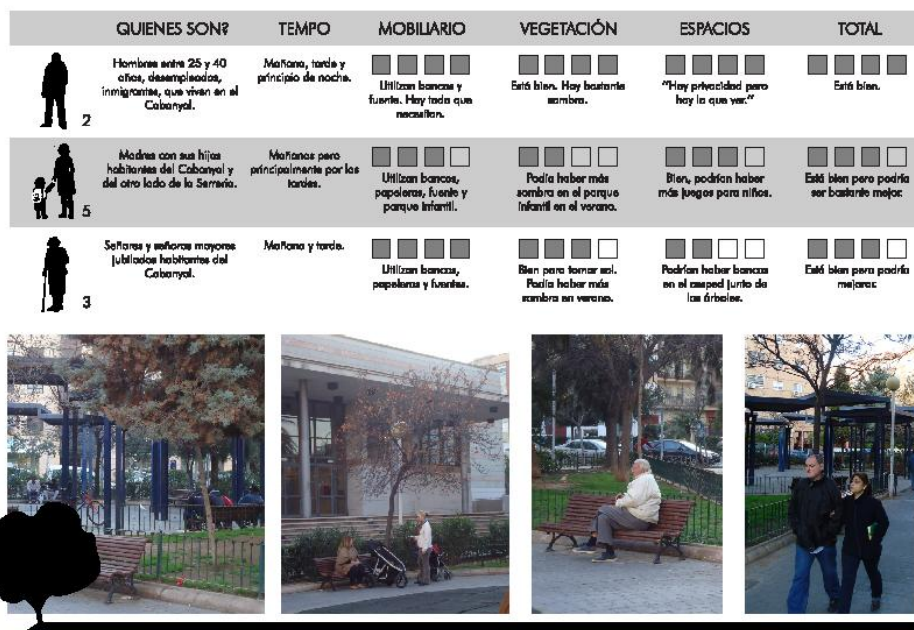 QUIENES SON?
TEMPO
MOBILIARIO
VEGETACIÓN
ESPACIOS
TOTAL
2
Hombres entre 25 y 40
años, desempleados,
inmigrantes, que viven en el
Cabanyal.
Mañana, tarde y
principio de noche.
Utilizan bancos y
fuente. Hay todo que
necesitan.
Está bien. Hay bastante
sombra.
“Hay privacidad pero
hay lo que ver.”
Está bien.
5
Madres con sus hijos
habitantes del Cabanyal y
del otro lado de la Serrería.
Mañanas pero
principalmente por las
tardes.
Utilizan bancos,
papeleras, fuente y
parque infantil.
Podia haber más
sombra en el parque
infantil en el verano.
Bien, podrían haber
más juegos para niños.
Está bien pero podría
ser bastante mejor.
3
Señores y señoras mayores
jubilados habitantes del
Cabanyal.
Mañana y tarde.
Utilizan bancos,
papeleras y fuentes.
Bien para tomar sol.
Podia haber más
sombra en verano.
Podrían haber bancos
en el cesped junto de
los árboles.
Está bien pero podría
mejorar.